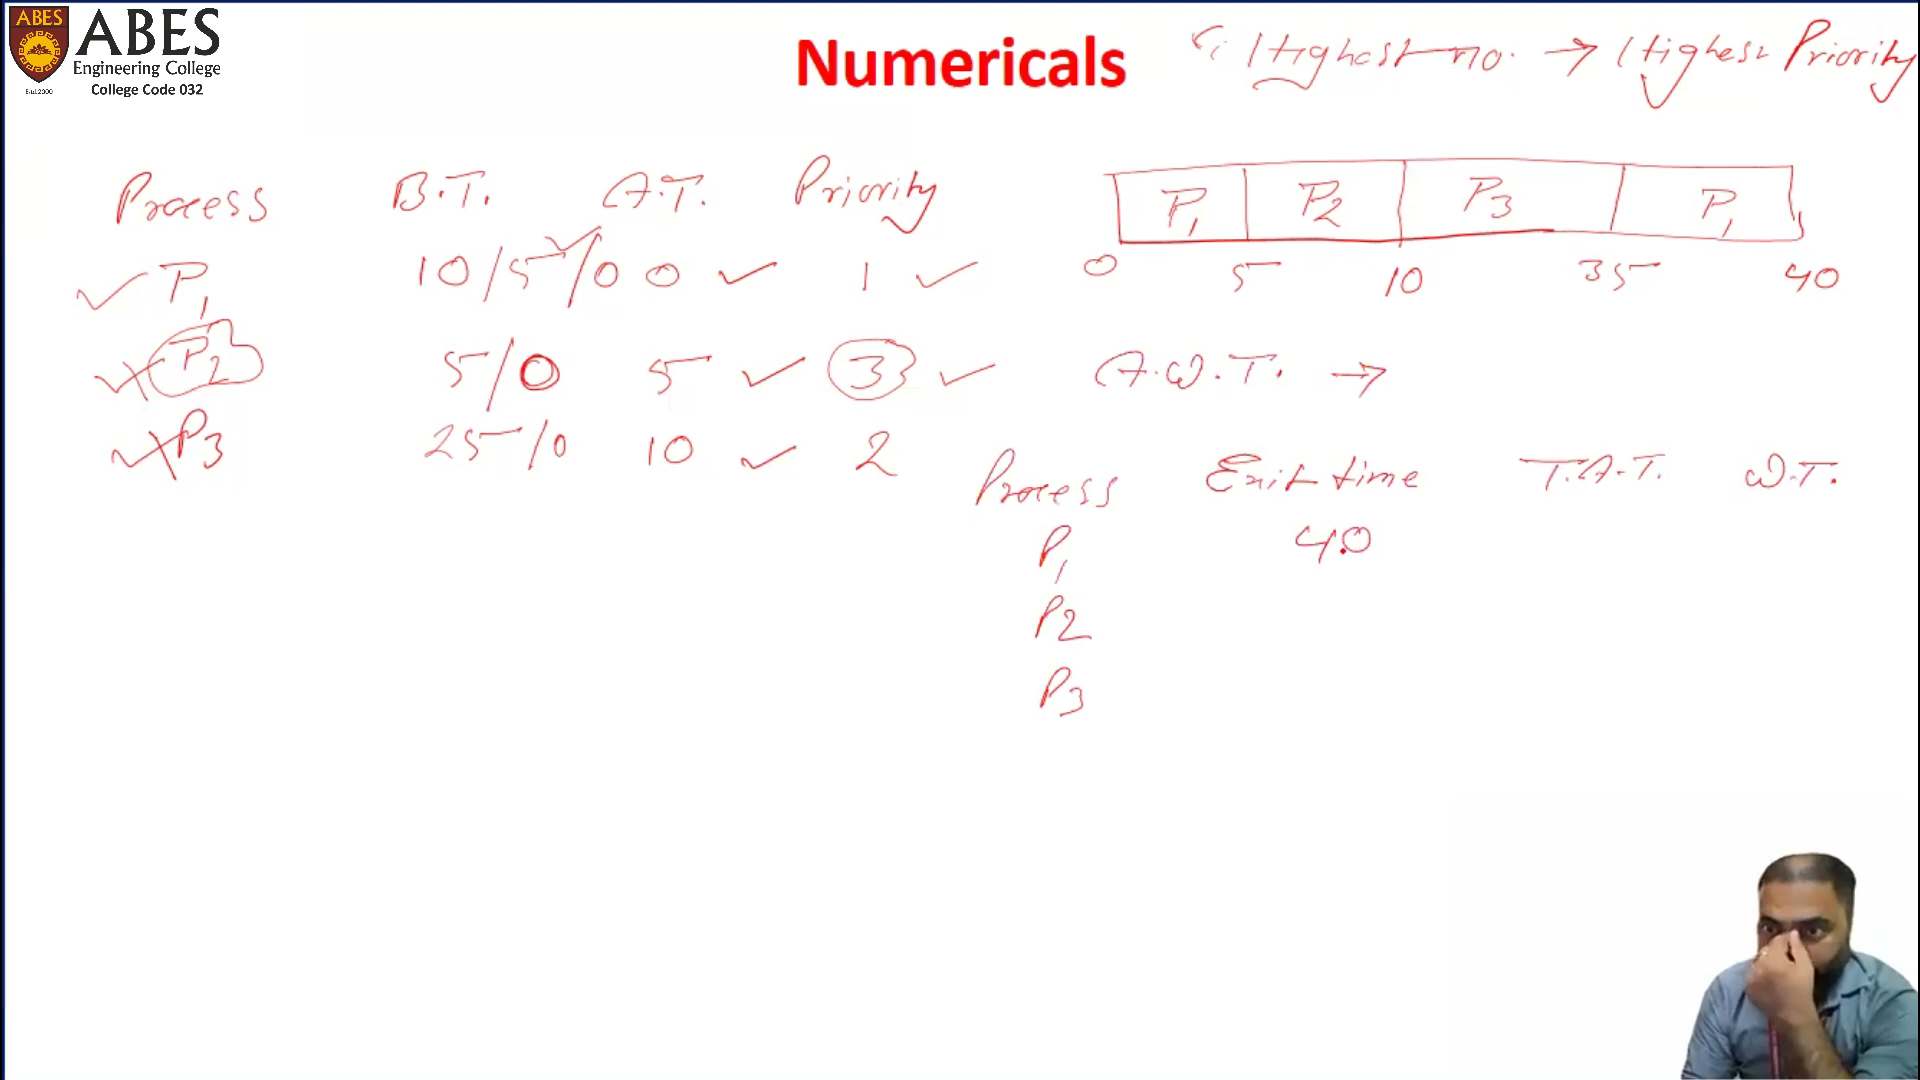 ABES
ABES
Engineering College
College Code 032
Numericals
Highest no. → Highest Priority
Process B.T. A.T. Priority
P1 10/5/0 0 1
P2 5/0 5 3
P3 25/0 10 2
P1 P2 P3 P1
0 5 10 35 40
A.W.T. →
Process Exit time T.A.T. W.T.
P1 40
P2
P3